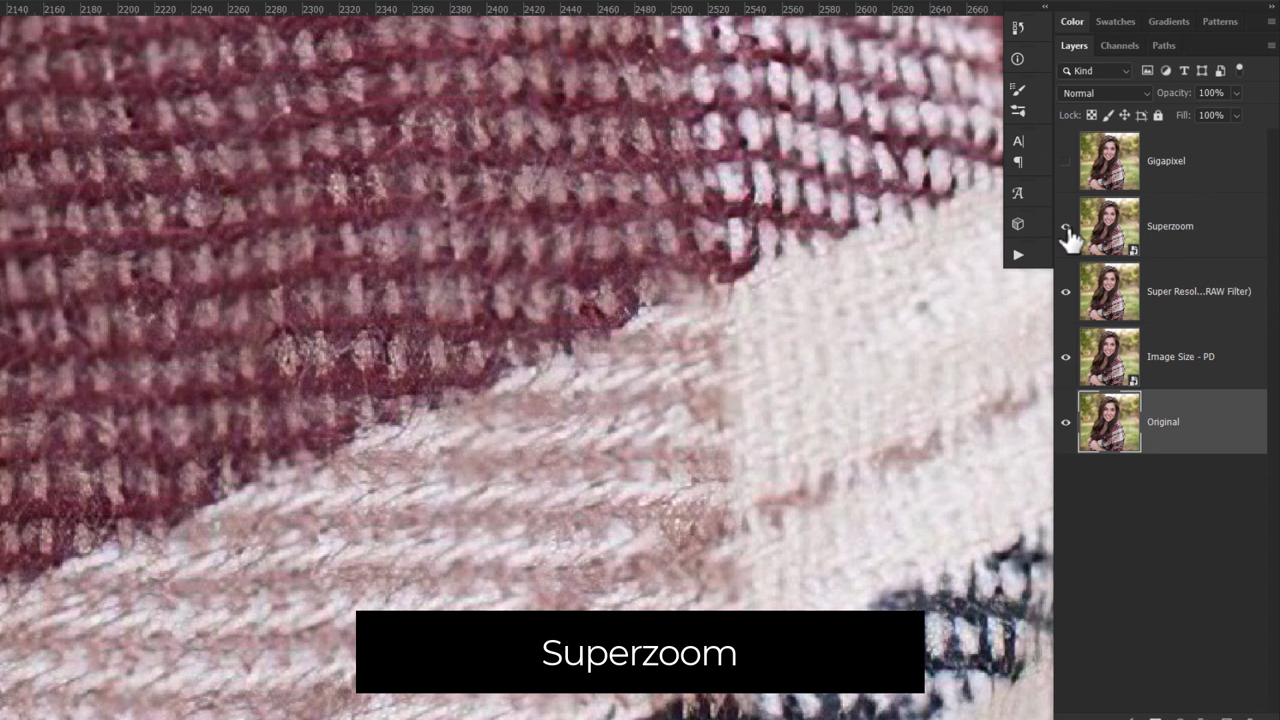 2140 2160 2180 2200 2220 2240 2260 2280 2300 2320 2340 2360 2380 2400 2420 2440 2460 2480 2500 2520 2540 2560 2580 2600 2620 2640 2660
Color Swatches Gradients Patterns
Layers Channels Paths
Kind
Normal Opacity: 100%
Lock: Fill: 100%
Gigapixel
Superzoom
Super Resol...RAW Filter)
Image Size - PD
Original
Superzoom